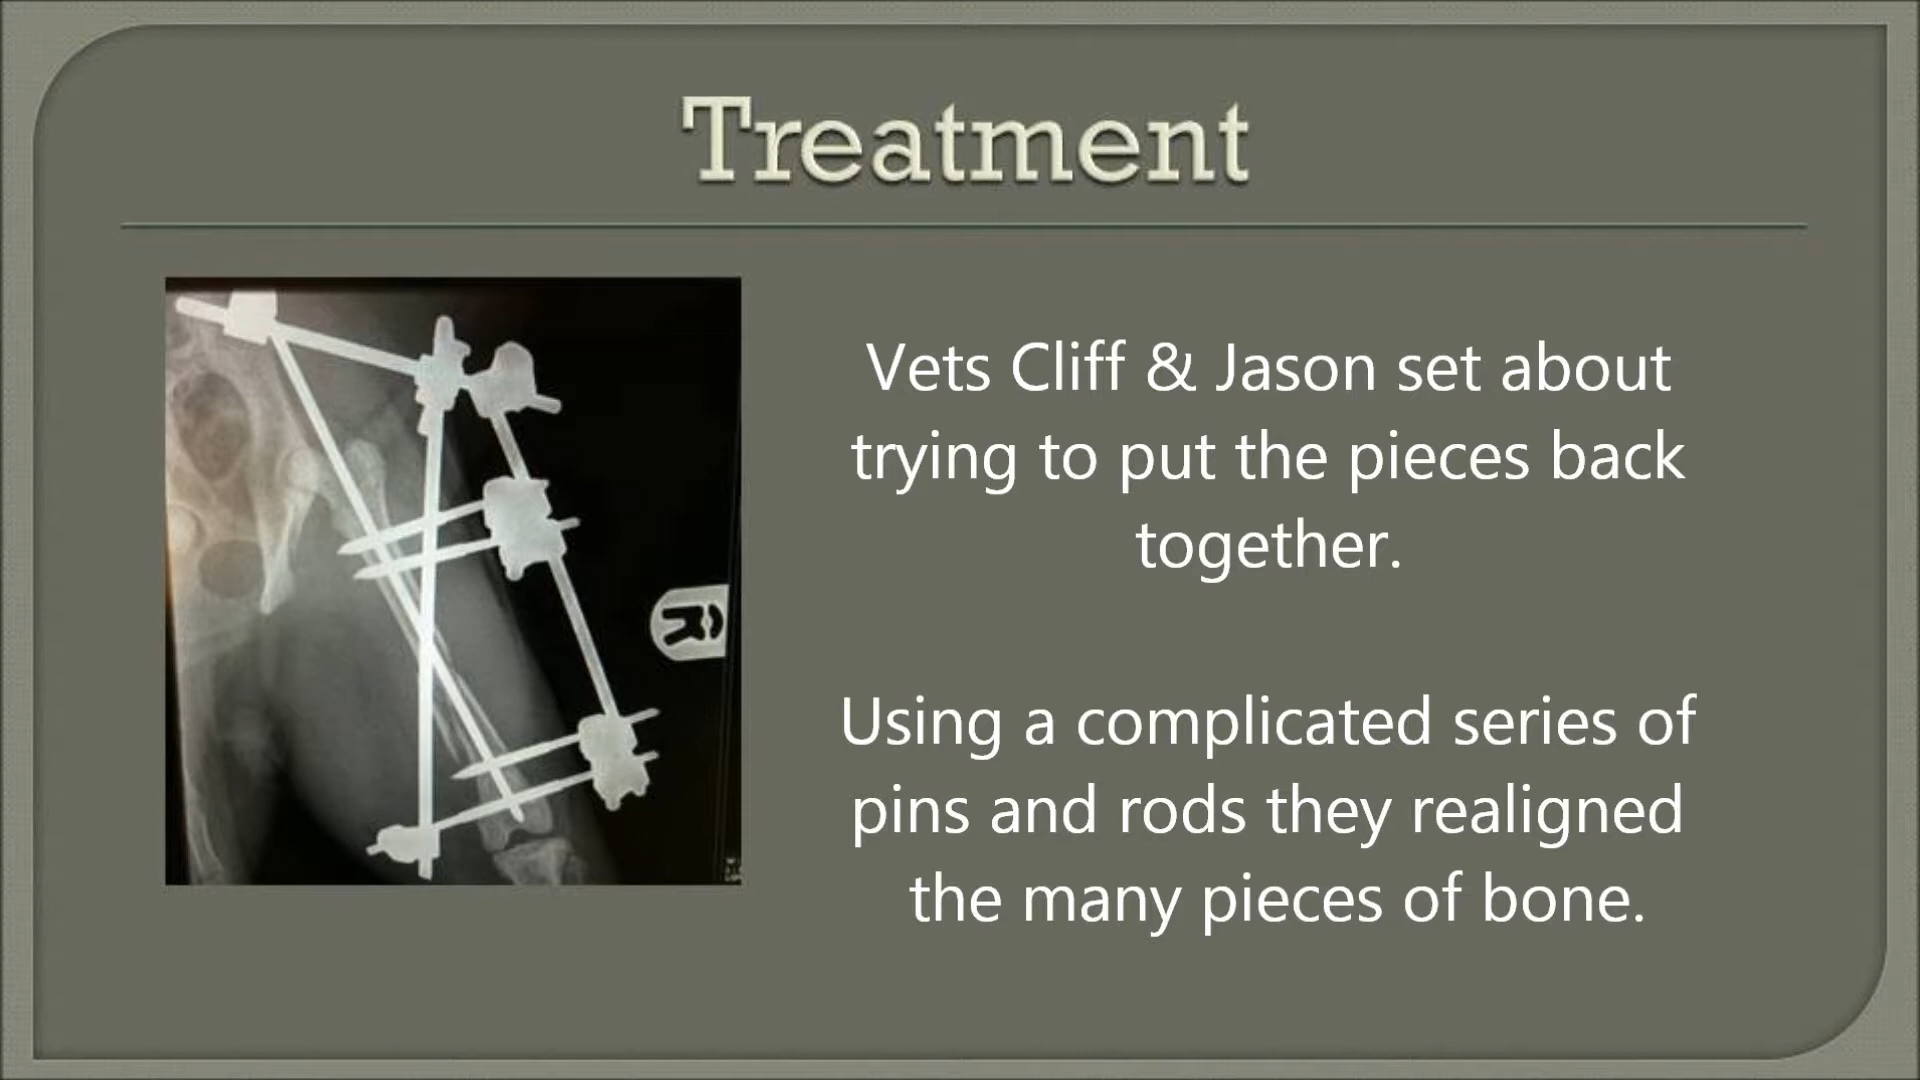 Treatment
Vets Cliff & Jason set about
trying to put the pieces back
together.
R
Using a complicated series of
pins and rods they realigned
the many pieces of bone.